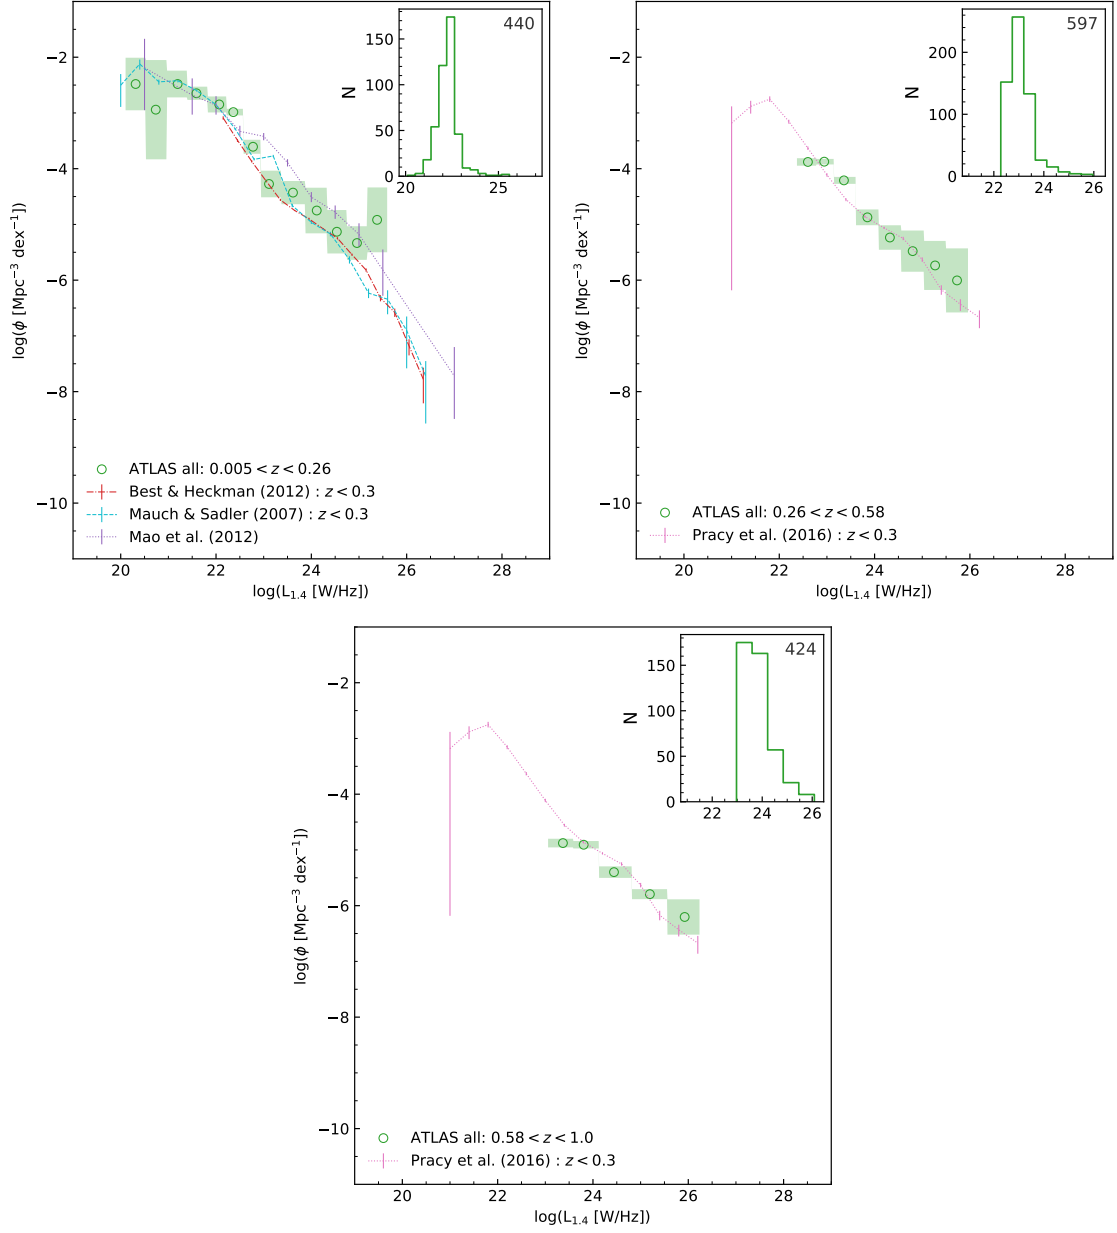 440
N
150
100
50
0
20
25
−2
−4
−6
−8
−10
log(ϕ [Mpc⁻³ dex⁻¹])
ATLAS all: 0.005 < z < 0.26
Best & Heckman (2012) : z < 0.3
Mauch & Sadler (2007) : z < 0.3
Mao et al. (2012)
20 22 24 26 28
log(L₁.₄ [W/Hz])
597
N
200
100
0
22 24 26
−2
−4
−6
−8
−10
log(ϕ [Mpc⁻³ dex⁻¹])
ATLAS all: 0.26 < z < 0.58
Pracy et al. (2016) : z < 0.3
20 22 24 26 28
log(L₁.₄ [W/Hz])
424
N
150
100
50
0
22 24 26
−2
−4
−6
−8
−10
log(ϕ [Mpc⁻³ dex⁻¹])
ATLAS all: 0.58 < z < 1.0
Pracy et al. (2016) : z < 0.3
20 22 24 26 28
log(L₁.₄ [W/Hz])